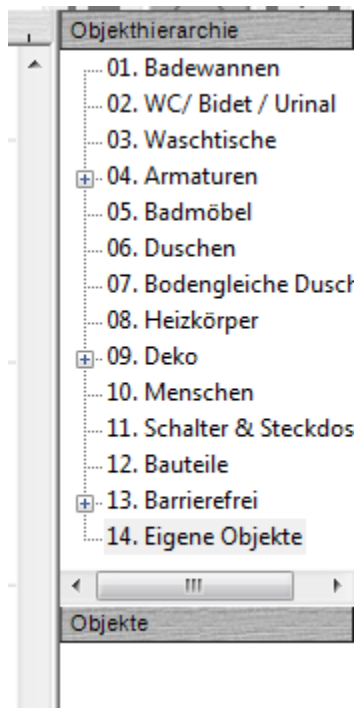 Objekthierarchie
01. Badewannen
02. WC/ Bidet / Urinal
03. Waschtische
04. Armaturen
05. Badmöbel
06. Duschen
07. Bodengleiche Dusch
08. Heizkörper
09. Deko
10. Menschen
11. Schalter & Steckdos
12. Bauteile
13. Barrierefrei
14. Eigene Objekte
Objekte